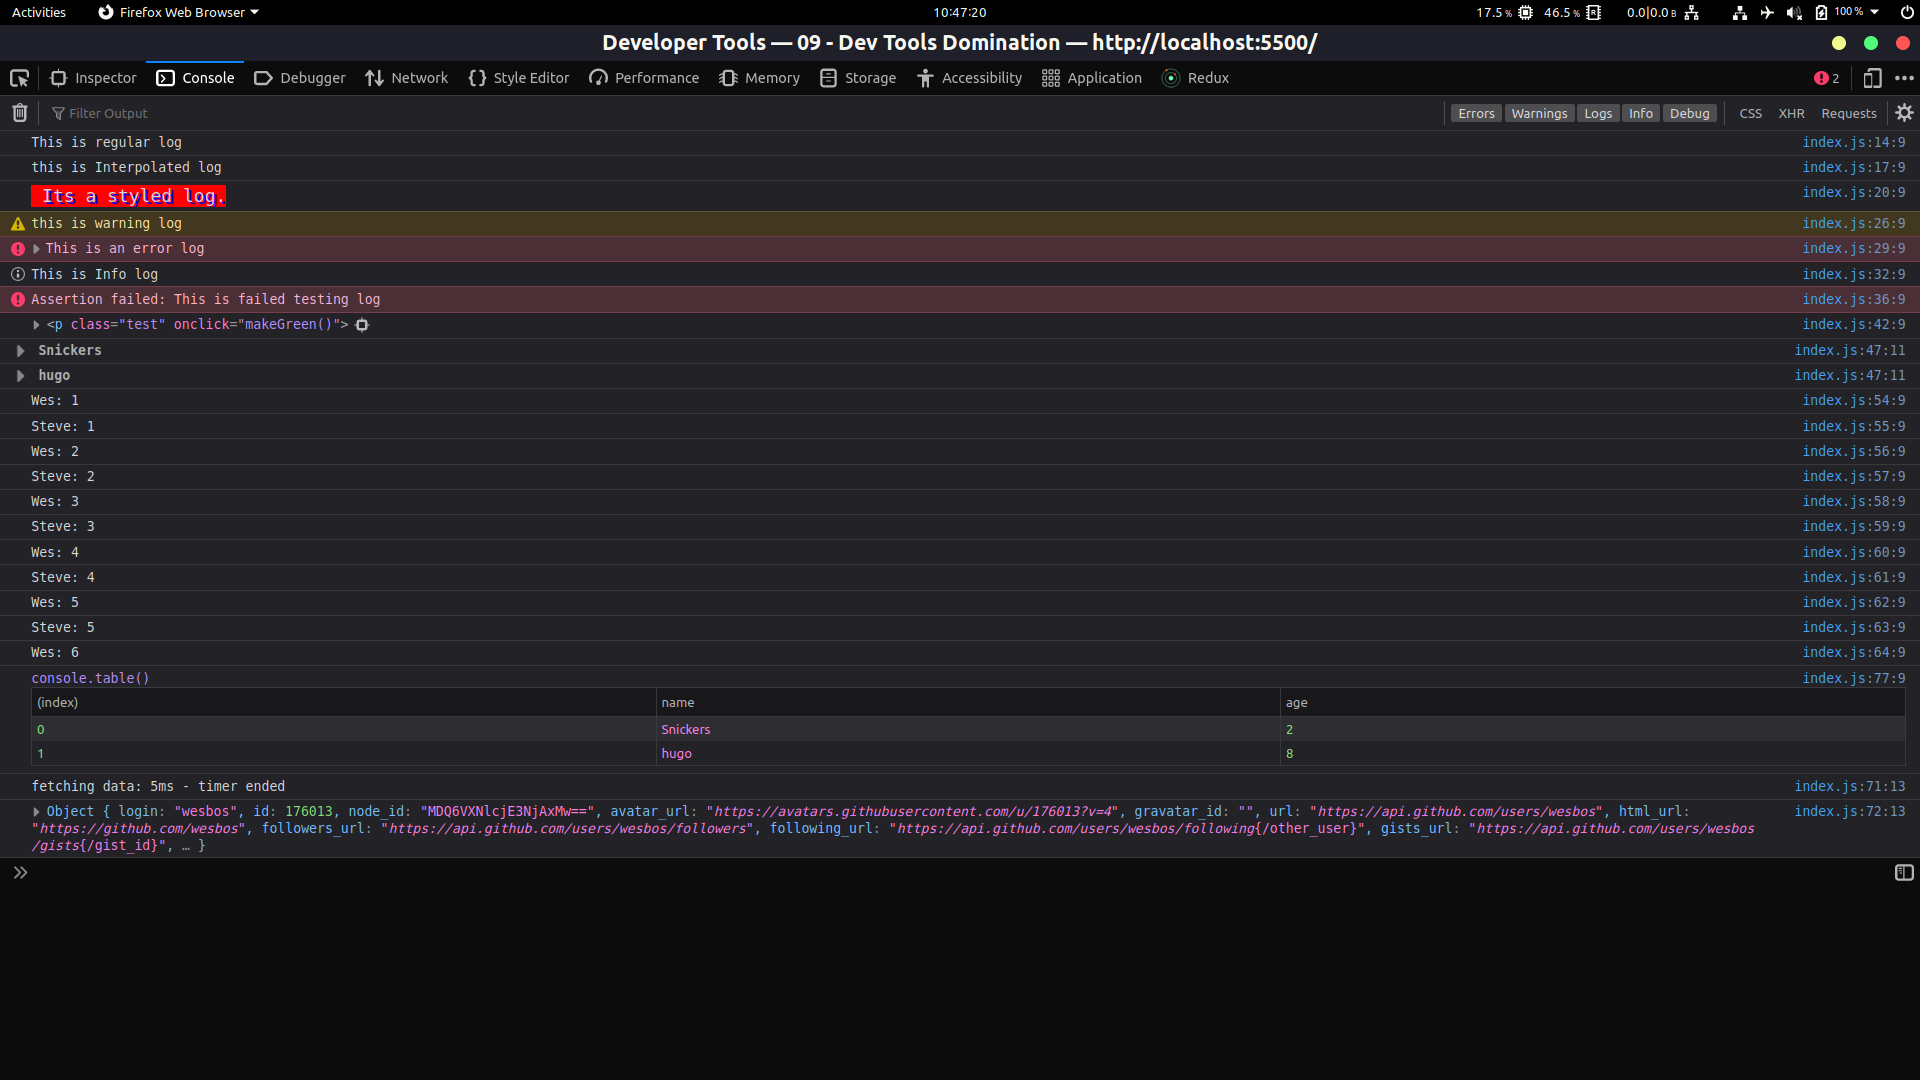 Activities Firefox Web Browser 10:47:20 17.5 % 46.5 % 0.0|0.0 B 100 %
Developer Tools — 09 - Dev Tools Domination — http://localhost:5500/
Inspector Console Debugger Network Style Editor Performance Memory Storage Accessibility Application Redux 2
Filter Output Errors Warnings Logs Info Debug CSS XHR Requests
This is regular log index.js:14:9
this is Interpolated log index.js:17:9
Its a styled log. index.js:20:9
this is warning log index.js:26:9
This is an error log index.js:29:9
This is Info log index.js:32:9
Assertion failed: This is failed testing log index.js:36:9
<p class="test" onclick="makeGreen()"> index.js:42:9
Snickers index.js:47:11
hugo index.js:47:11
Wes: 1 index.js:54:9
Steve: 1 index.js:55:9
Wes: 2 index.js:56:9
Steve: 2 index.js:57:9
Wes: 3 index.js:58:9
Steve: 3 index.js:59:9
Wes: 4 index.js:60:9
Steve: 4 index.js:61:9
Wes: 5 index.js:62:9
Steve: 5 index.js:63:9
Wes: 6 index.js:64:9
console.table() index.js:77:9
(index) name age
0 Snickers 2
1 hugo 8
fetching data: 5ms - timer ended index.js:71:13
Object { login: "wesbos", id: 176013, node_id: "MDQ6VXNlcjE3NjAxMw==", avatar_url: "https://avatars.githubusercontent.com/u/176013?v=4", gravatar_id: "", url: "https://api.github.com/users/wesbos", html_url: index.js:72:13
"https://github.com/wesbos", followers_url: "https://api.github.com/users/wesbos/followers", following_url: "https://api.github.com/users/wesbos/following{/other_user}", gists_url: "https://api.github.com/users/wesbos
/gists{/gist_id}", … }